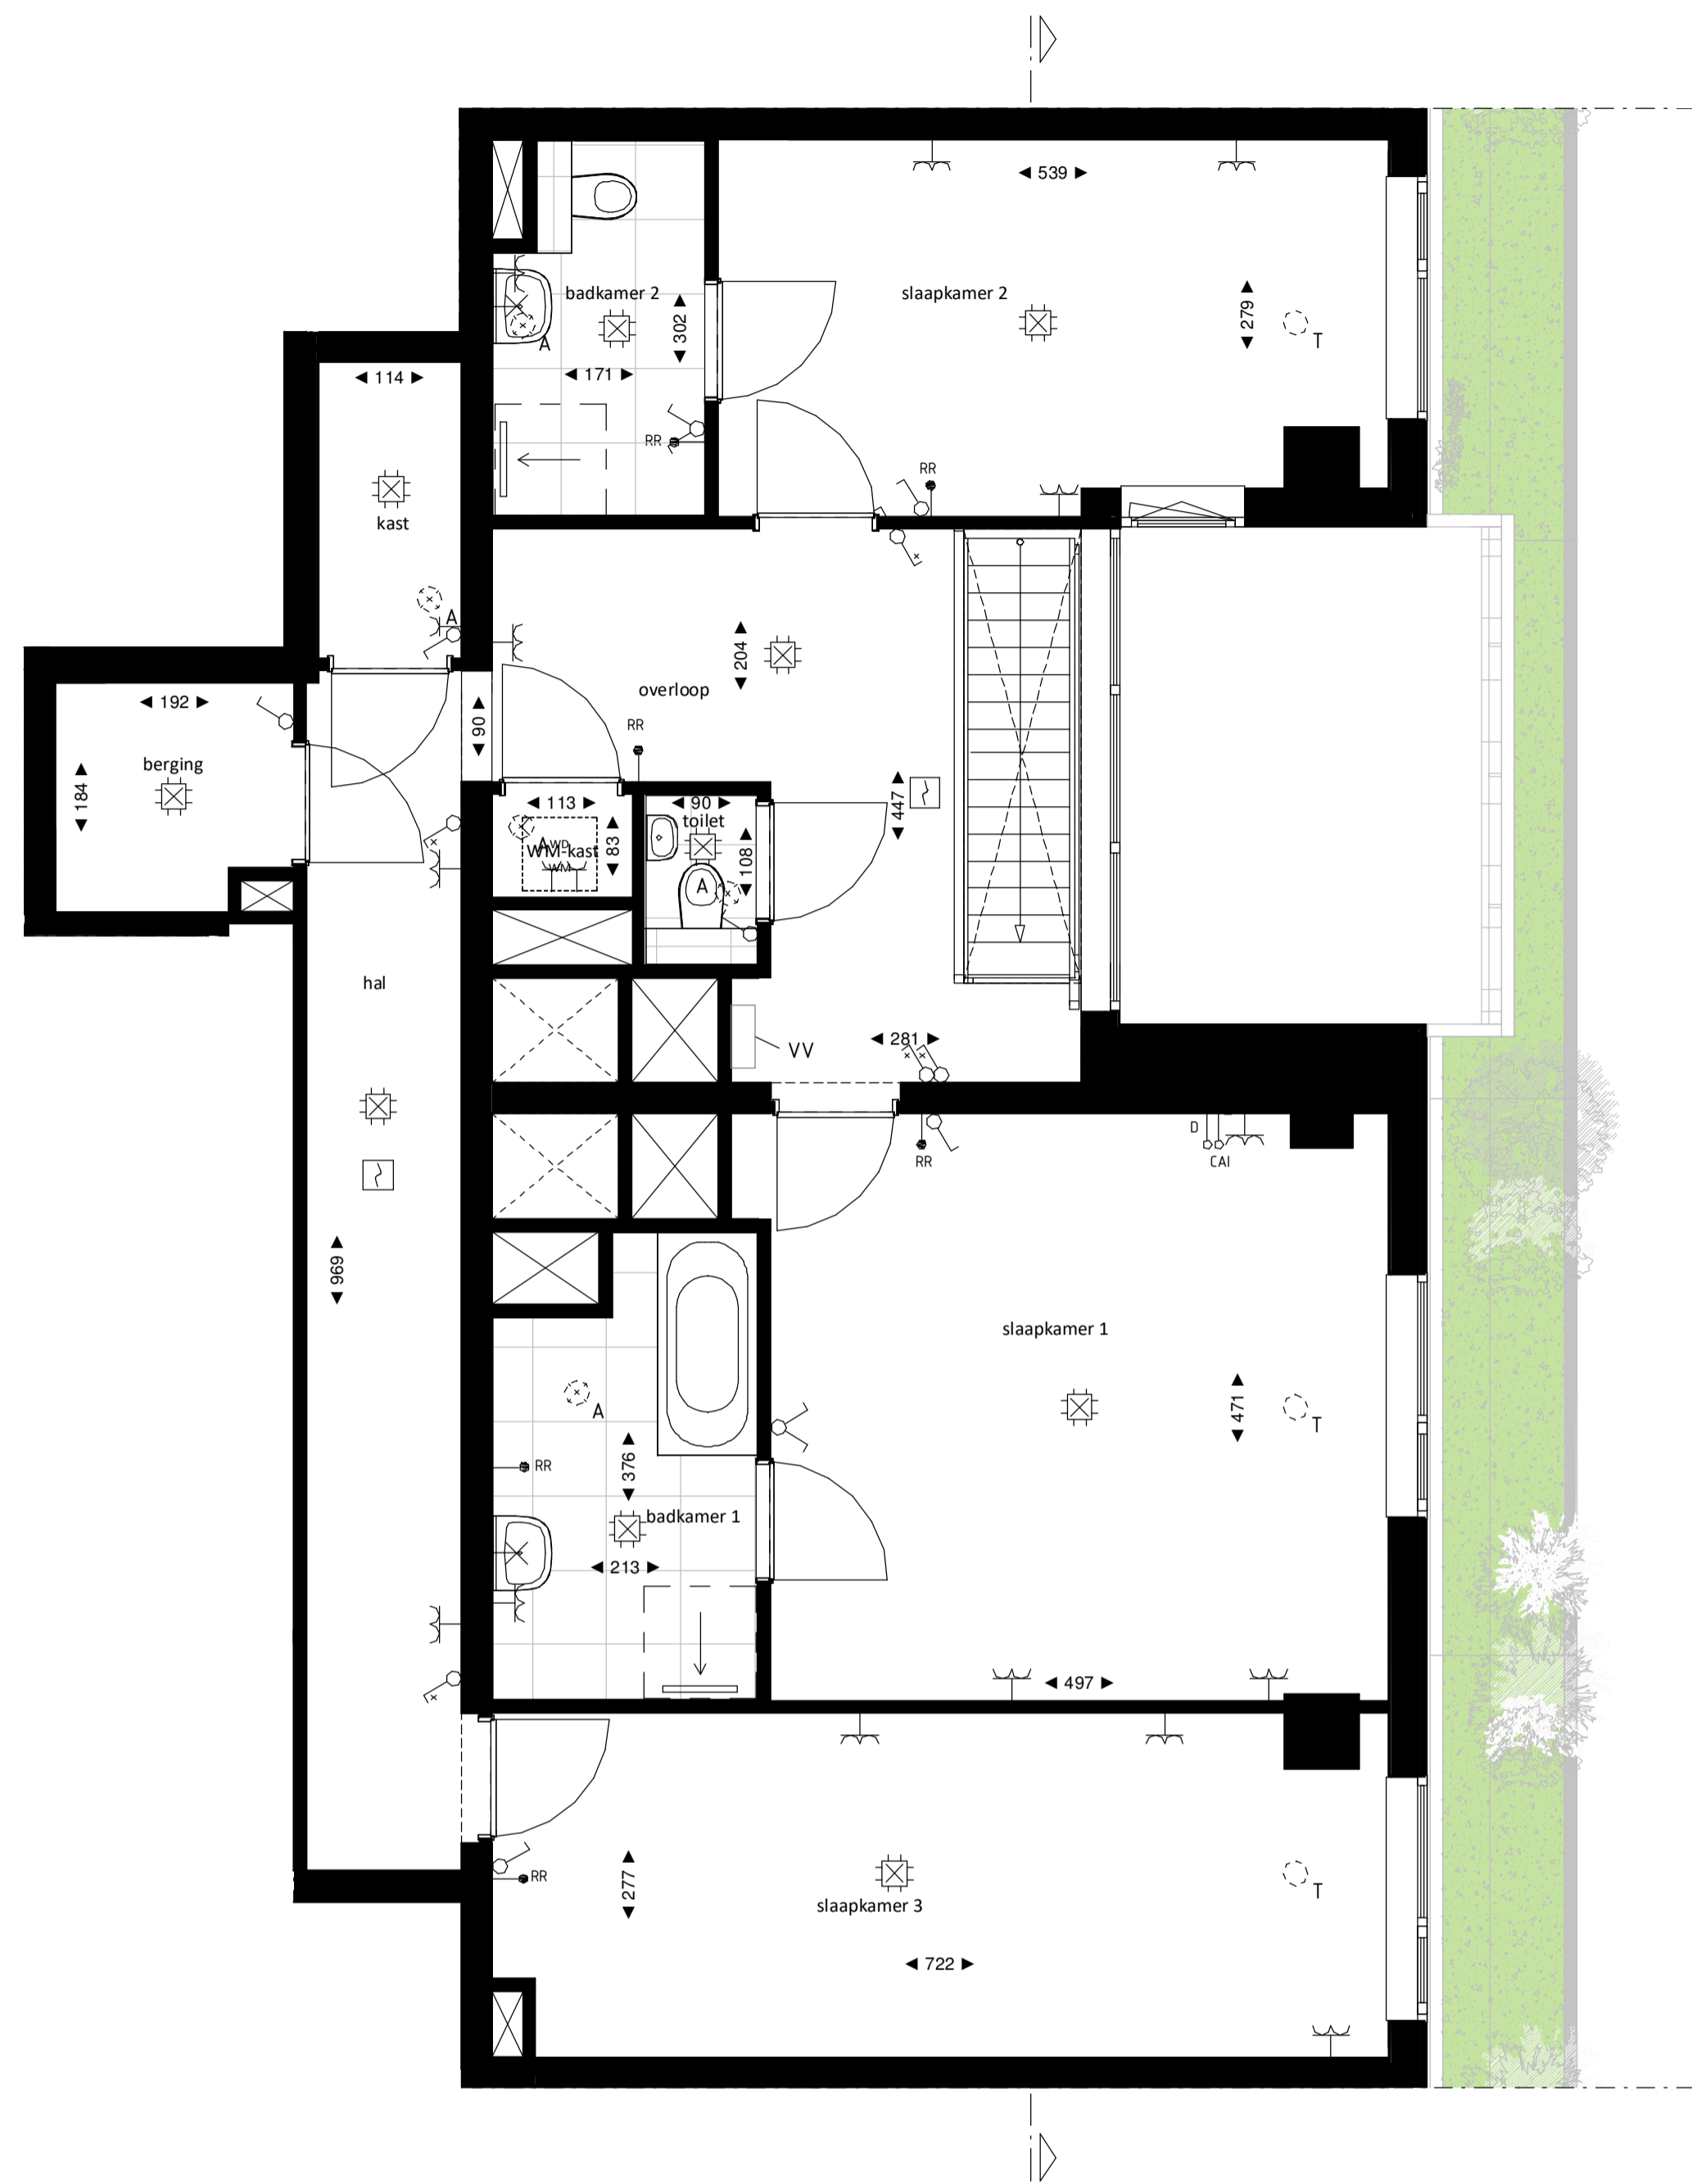 ◄ 539 ►
badkamer 2
slaapkamer 2
◄ 302 ►
◄ 279 ►
T
A
◄ 171 ►
◄ 114 ►
RR
RR
kast
A
◄ 192 ►
◄ 204 ►
overloop
◄ 90 ►
RR
berging
◄ 184 ►
◄ 113 ►
◄ 90 ►
toilet
◄ 447 ►
A
WD
WM-kast
WM
◄ 83 ►
◄ 108 ►
A
hal
◄ 281 ►
VV
D
CAI
RR
◄ 969 ►
slaapkamer 1
◄ 471 ►
T
A
◄ 376 ►
RR
badkamer 1
◄ 213 ►
◄ 497 ►
RR
◄ 277 ►
slaapkamer 3
T
◄ 722 ►